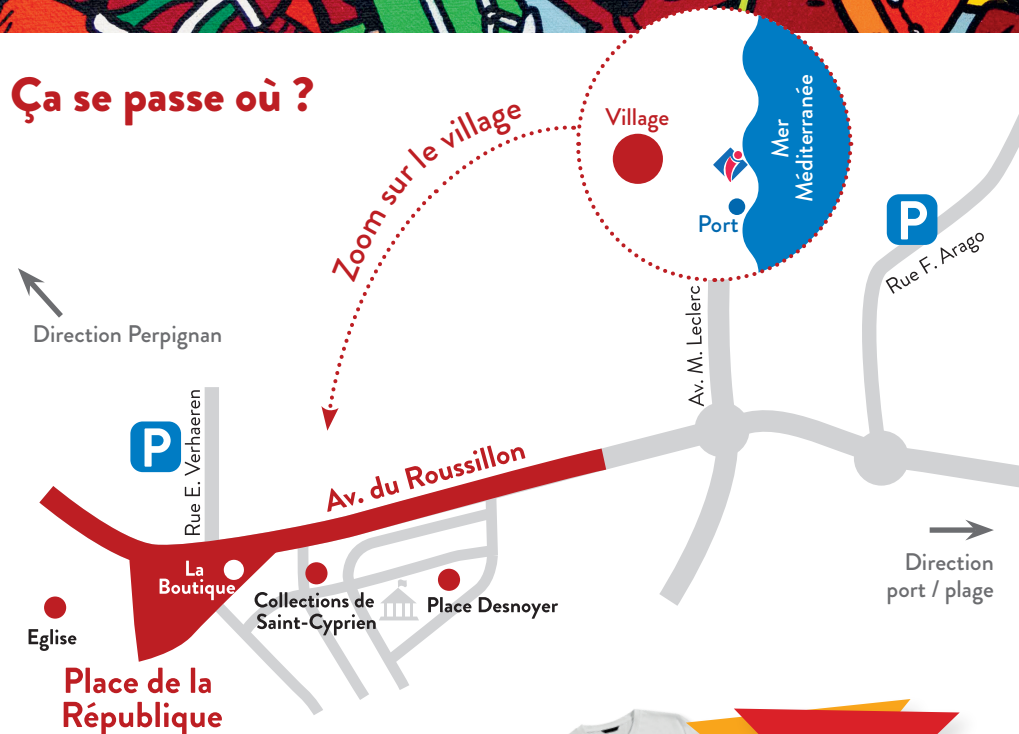 Ça se passe où ?
Zoom sur le village
Village
Mer
Méditerranée
Port
P
Rue F. Arago
Direction Perpignan
Av. M. Leclerc
P
Rue E. Verhaeren
Av. du Roussillon
Direction
port / plage
La
Boutique
Collections de
Saint-Cyprien
Place Desnoyer
Eglise
Place de la
République